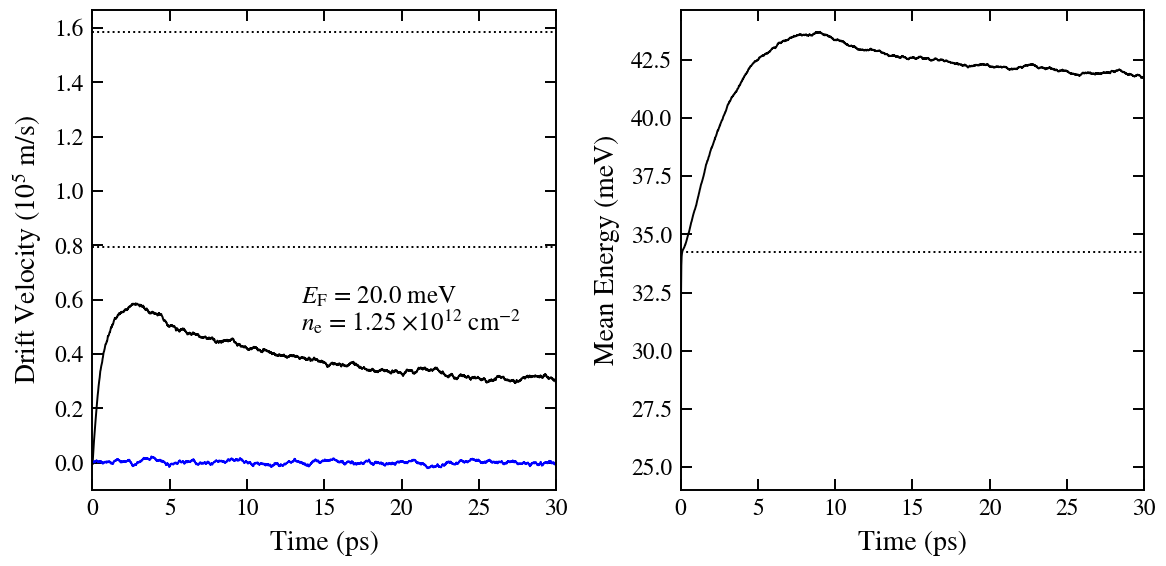 1.6
1.4
1.2
1.0
0.8
0.6
0.4
0.2
0.0
Drift Velocity (10⁵ m/s)
E_F = 20.0 meV
n_e = 1.25 ×10¹² cm⁻²
0 5 10 15 20 25 30
Time (ps)
42.5
40.0
37.5
35.0
32.5
30.0
27.5
25.0
Mean Energy (meV)
0 5 10 15 20 25 30
Time (ps)